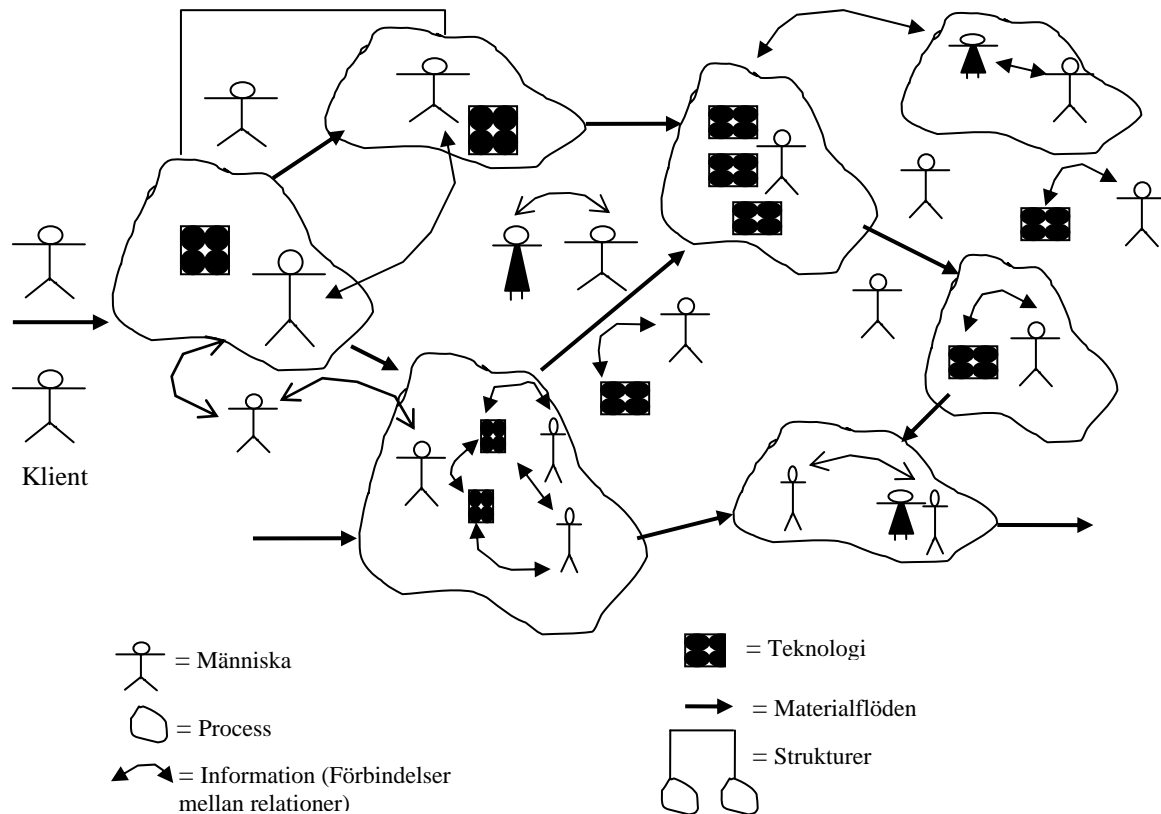 Klient
= Människa
= Process
= Information (Förbindelser
mellan relationer)
= Teknologi
= Materialflöden
= Strukturer